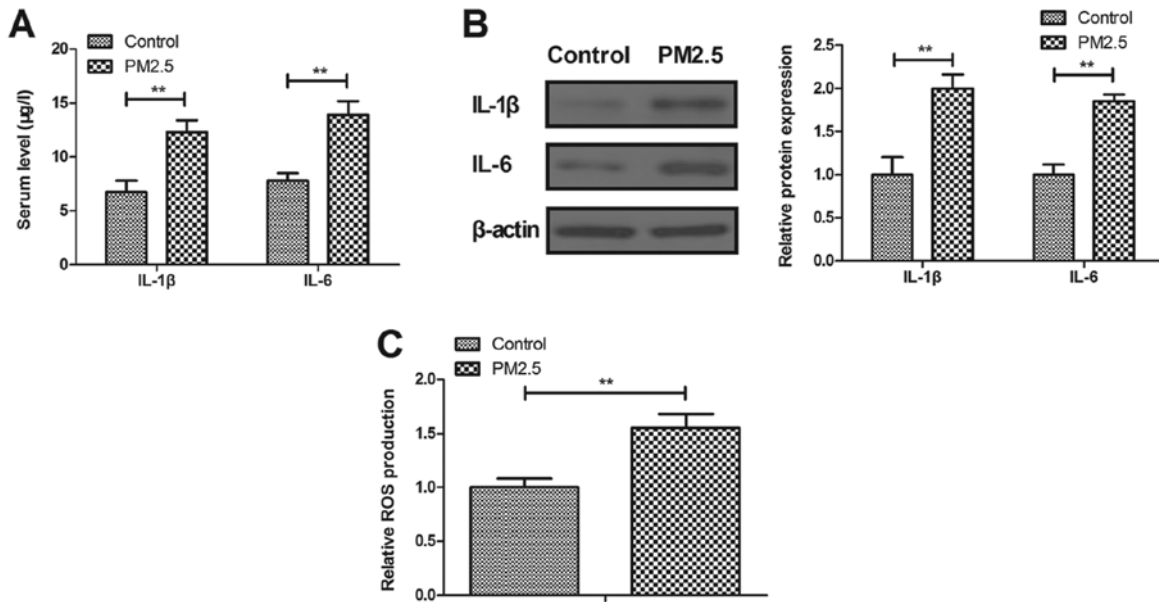 A
Control
PM2.5
Serum level (µg/l)
20
15
10
5
0
**
**
IL-1β
IL-6
B
Control PM2.5
IL-1β
IL-6
β-actin
Control
PM2.5
Relative protein expression
2.5
2.0
1.5
1.0
0.5
0.0
**
**
IL-1β
IL-6
C
Control
PM2.5
Relative ROS production
2.0
1.5
1.0
0.5
0.0
**